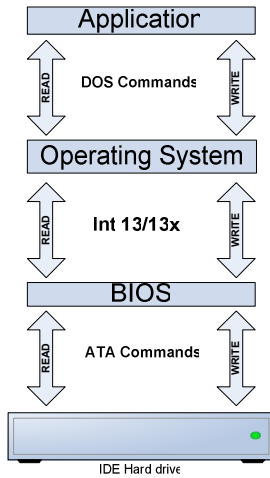 Application
READ
DOS Commands
WRITE
Operating System
READ
Int 13/13x
WRITE
BIOS
READ
ATA Commands
WRITE
IDE Hard drive